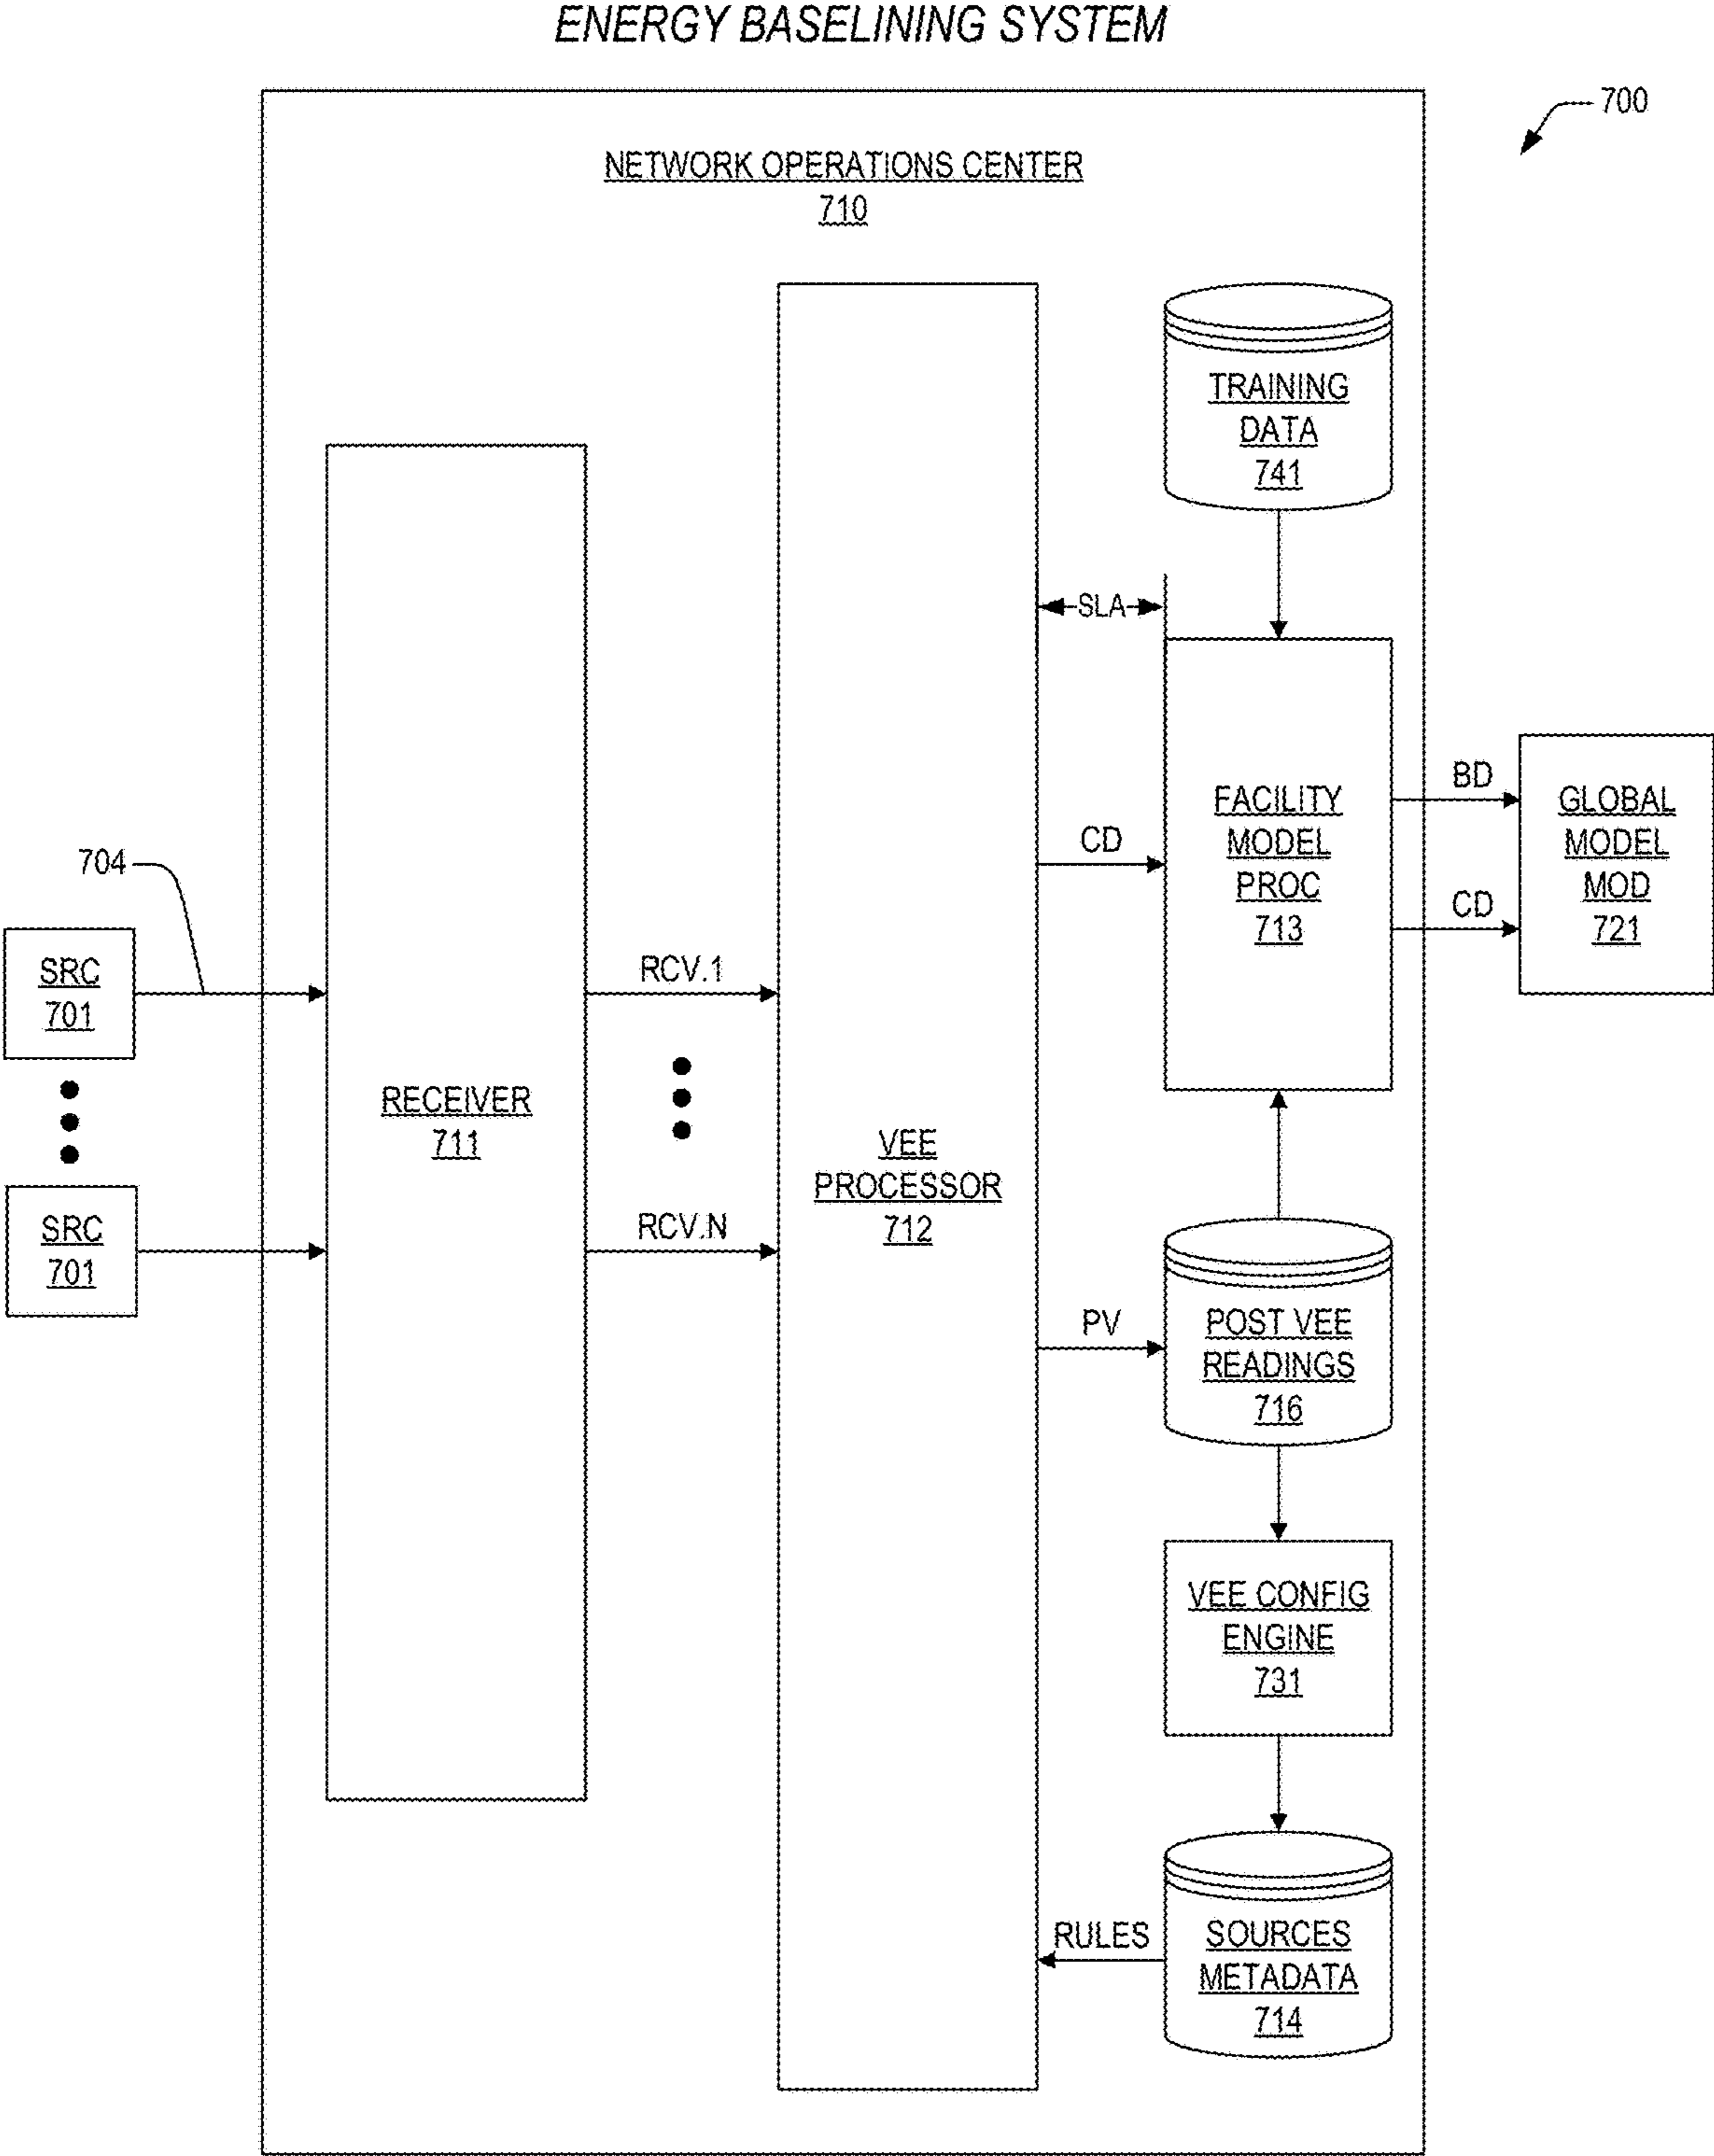 ENERGY BASELINING SYSTEM
700
NETWORK OPERATIONS CENTER
710
TRAINING
DATA
741
SLA
FACILITY
MODEL
PROC
713
BD
CD
GLOBAL
MODEL
MOD
721
CD
704
SRC
701
SRC
701
RECEIVER
711
RCV.1
RCV.N
VEE
PROCESSOR
712
PV
POST VEE
READINGS
716
VEE CONFIG
ENGINE
731
RULES
SOURCES
METADATA
714